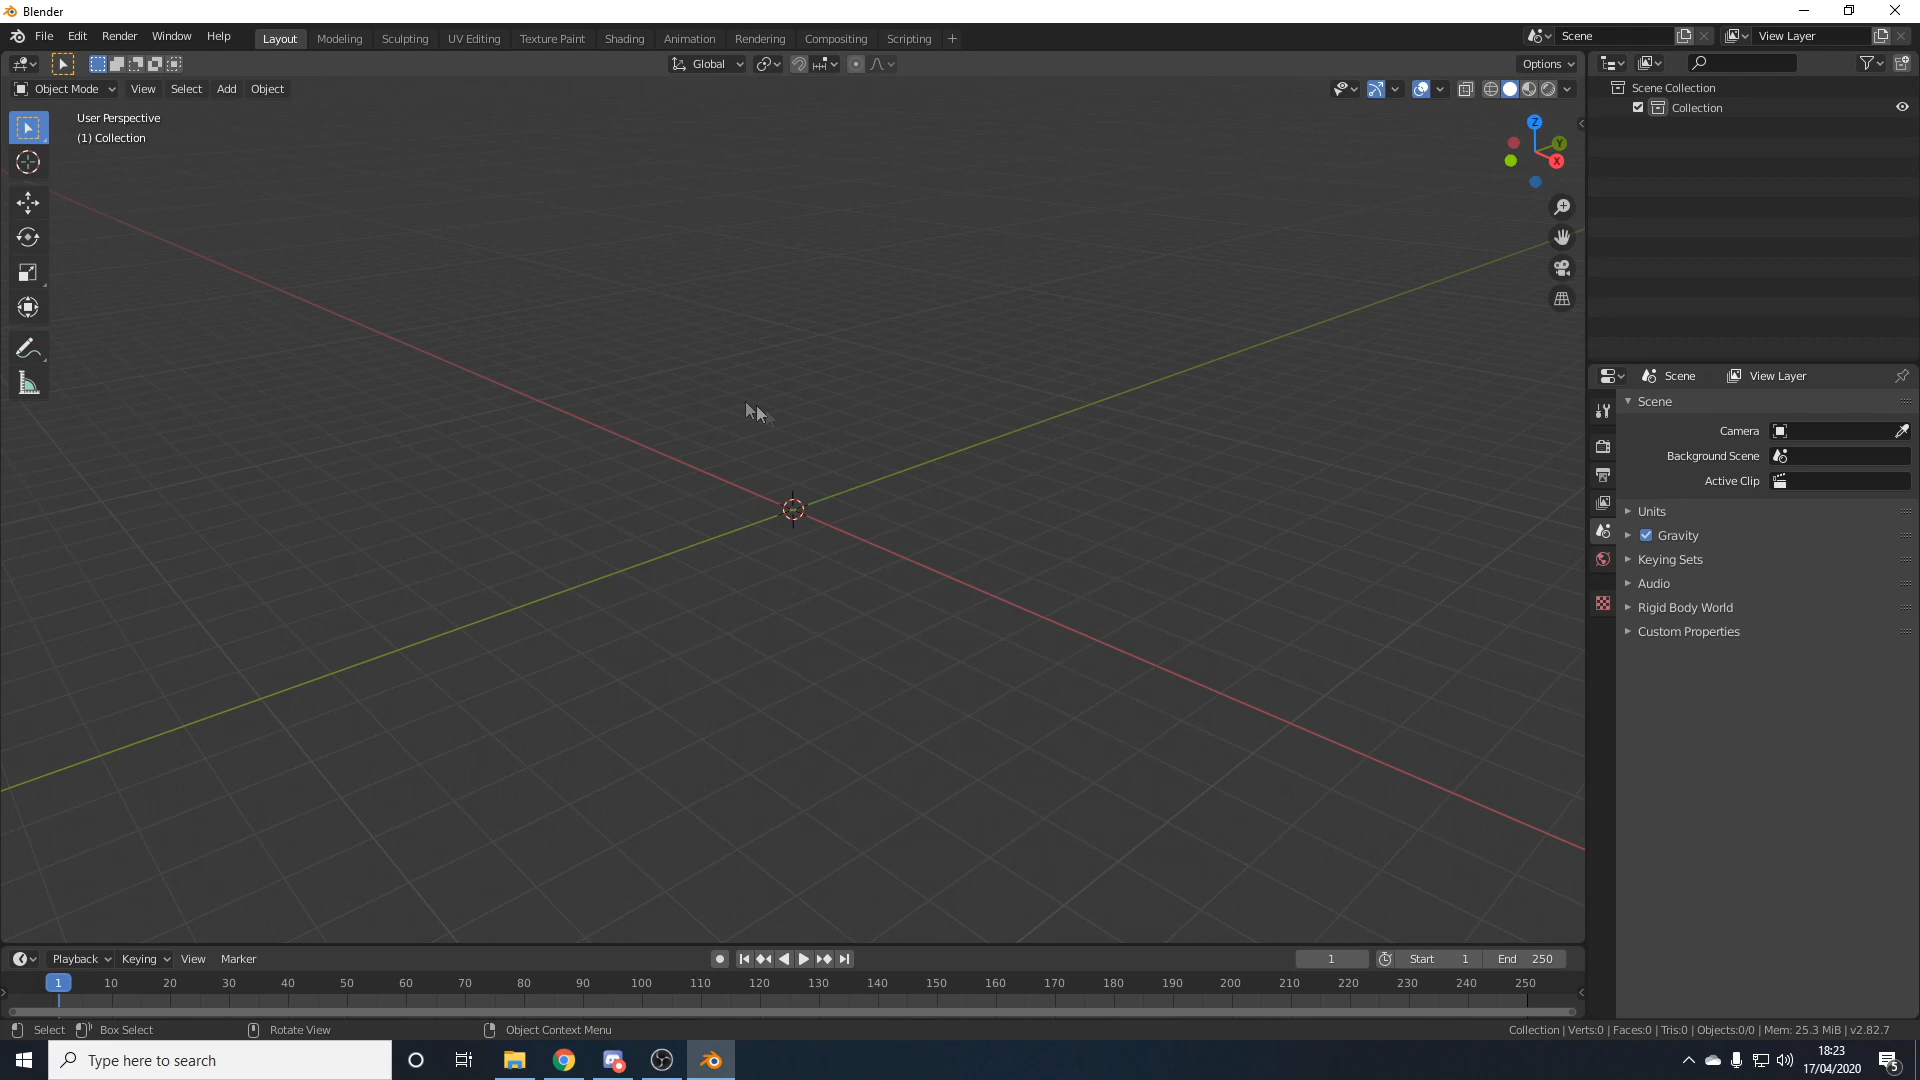 Blender
File Edit Render Window Help Layout Modeling Sculpting UV Editing Texture Paint Shading Animation Rendering Compositing Scripting + Scene View Layer
Global Options
Object Mode View Select Add Object
User Perspective
(1) Collection
Z
Y
X
Scene Collection
Collection
Scene View Layer
Scene
Camera
Background Scene
Active Clip
Units
Gravity
Keying Sets
Audio
Rigid Body World
Custom Properties
Playback Keying View Marker 1 Start 1 End 250
1 10 20 30 40 50 60 70 80 90 100 110 120 130 140 150 160 170 180 190 200 210 220 230 240 250
Select Box Select Rotate View Object Context Menu Collection | Verts:0 | Faces:0 | Tris:0 | Objects:0/0 | Mem: 25.3 MiB | v2.82.7
Type here to search
18:23
17/04/2020
5